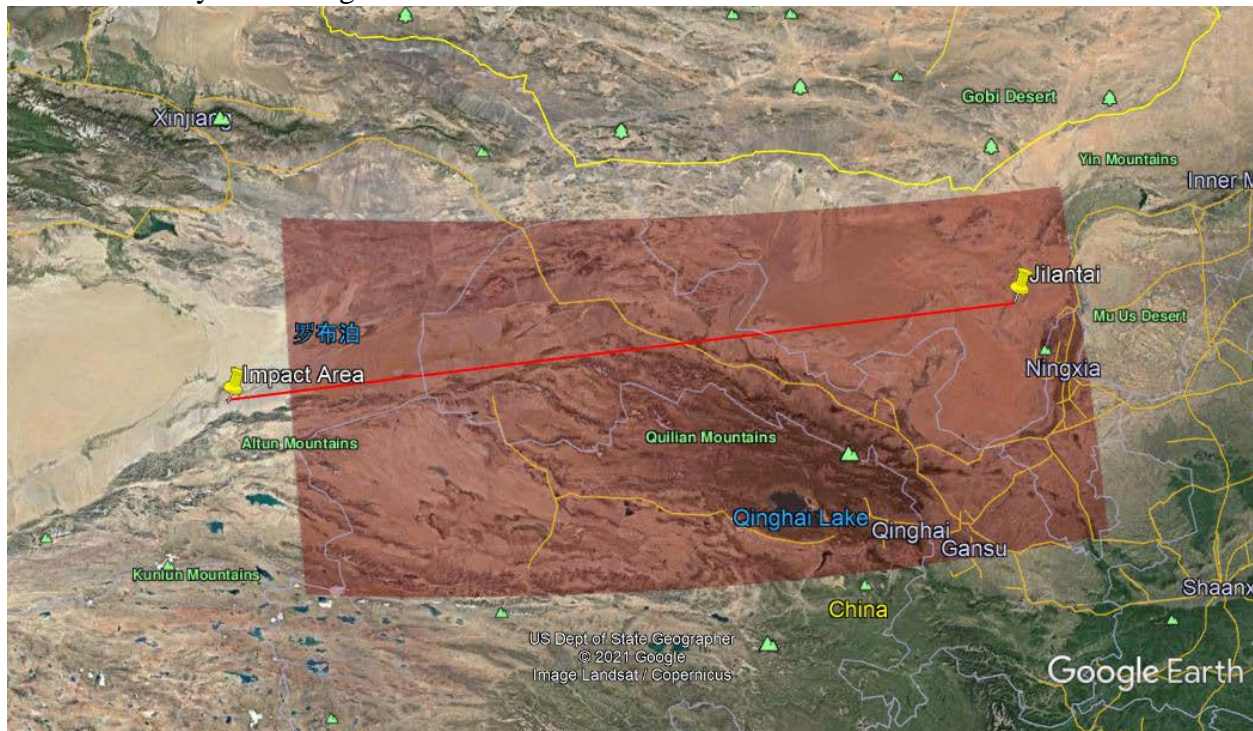 Xinjiang
Gobi Desert
Yin Mountains
Inner M
罗布泊
Jilantai
Mu Us Desert
Impact Area
Ningxia
Altun Mountains
Quilian Mountains
Qinghai Lake
Qinghai
Gansu
Kunlun Mountains
China
Shaanx
US Dept of State Geographer
© 2021 Google
Image Landsat / Copernicus
Google Earth